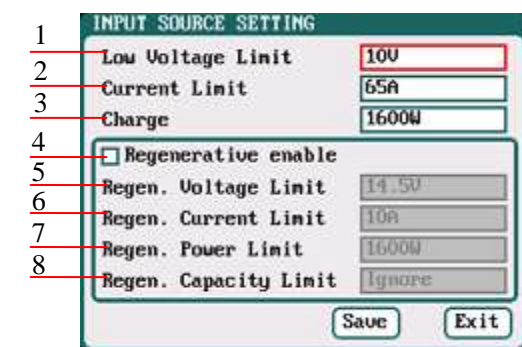 INPUT SOURCE SETTING
1 Low Voltage Limit 10V
2 Current Limit 65A
3 Charge 1600W
4 Regenerative enable
5 Regen. Voltage Limit 14.5V
6 Regen. Current Limit 10A
7 Regen. Power Limit 1600W
8 Regen. Capacity Limit Ignore
Save Exit